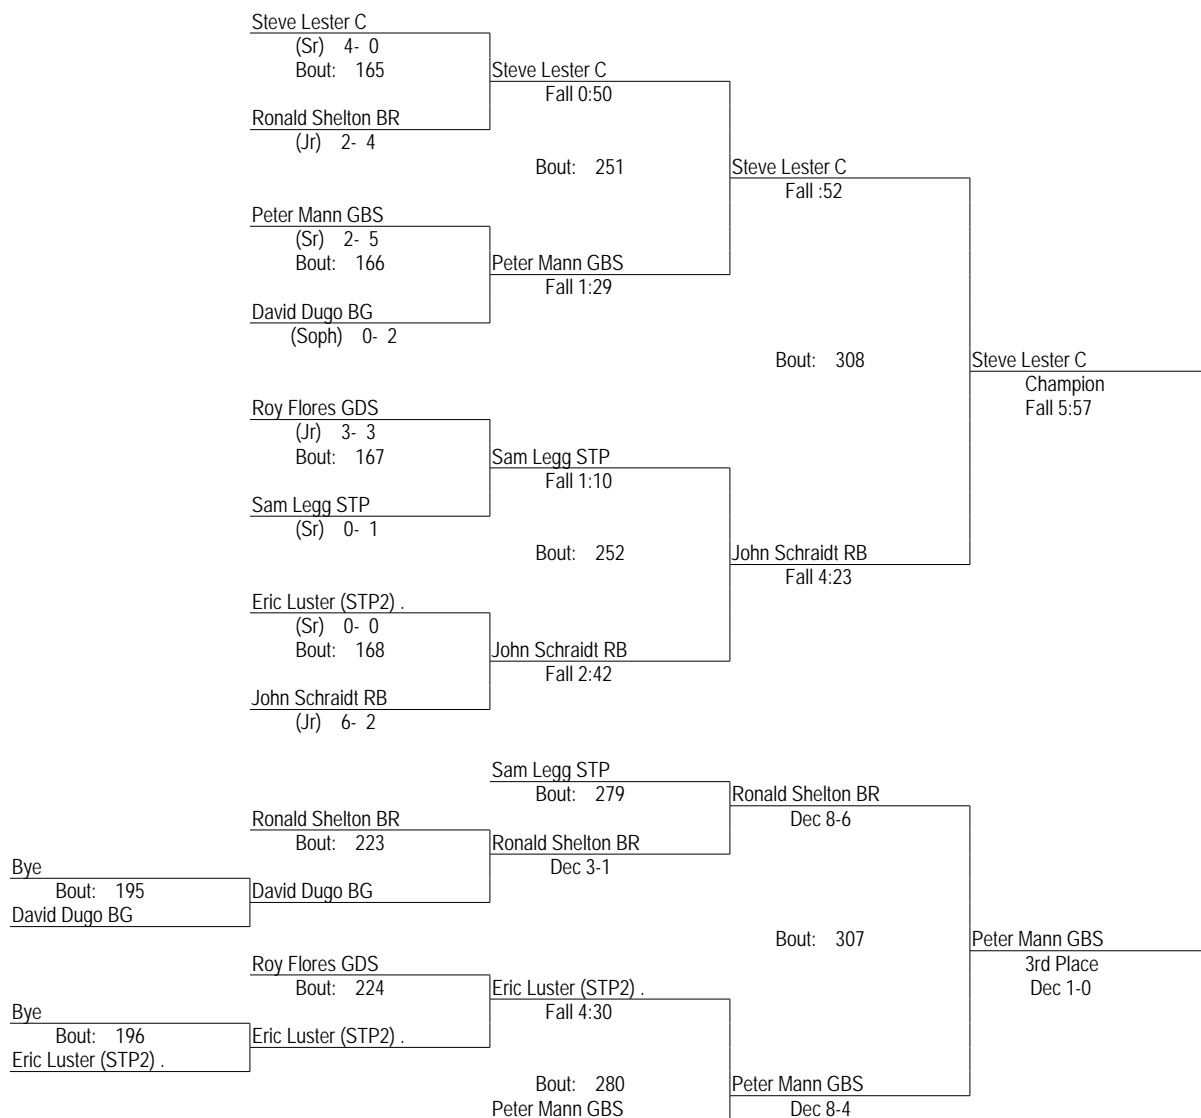 Steve Lester C
(Sr) 4- 0
Bout: 165
Steve Lester C
Fall 0:50
Ronald Shelton BR
(Jr) 2- 4
Bout: 251
Steve Lester C
Fall :52
Peter Mann GBS
(Sr) 2- 5
Bout: 166
Peter Mann GBS
Fall 1:29
David Dugo BG
(Soph) 0- 2
Bout: 308
Steve Lester C
Champion
Fall 5:57
Roy Flores GDS
(Jr) 3- 3
Bout: 167
Sam Legg STP
Fall 1:10
Sam Legg STP
(Sr) 0- 1
Bout: 252
John Schraidt RB
Fall 4:23
Eric Luster (STP2) .
(Sr) 0- 0
Bout: 168
John Schraidt RB
Fall 2:42
John Schraidt RB
(Jr) 6- 2
Sam Legg STP
Bout: 279
Ronald Shelton BR
Dec 8-6
Ronald Shelton BR
Bout: 223
Ronald Shelton BR
Dec 3-1
Bye
Bout: 195
David Dugo BG
David Dugo BG
Bout: 307
Peter Mann GBS
3rd Place
Dec 1-0
Roy Flores GDS
Bout: 224
Eric Luster (STP2) .
Fall 4:30
Bye
Bout: 196
Eric Luster (STP2) .
Eric Luster (STP2) .
Bout: 280
Peter Mann GBS
Peter Mann GBS
Dec 8-4